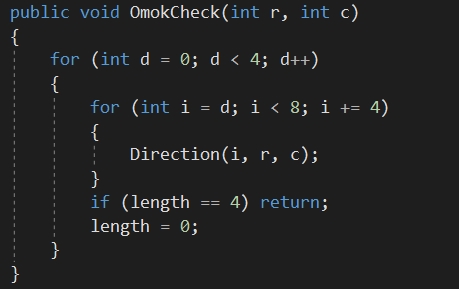 public void OmokCheck(int r, int c)
{
    for (int d = 0; d < 4; d++)
    {
        for (int i = d; i < 8; i += 4)
        {
            Direction(i, r, c);
        }
        if (length == 4) return;
        length = 0;
    }
}